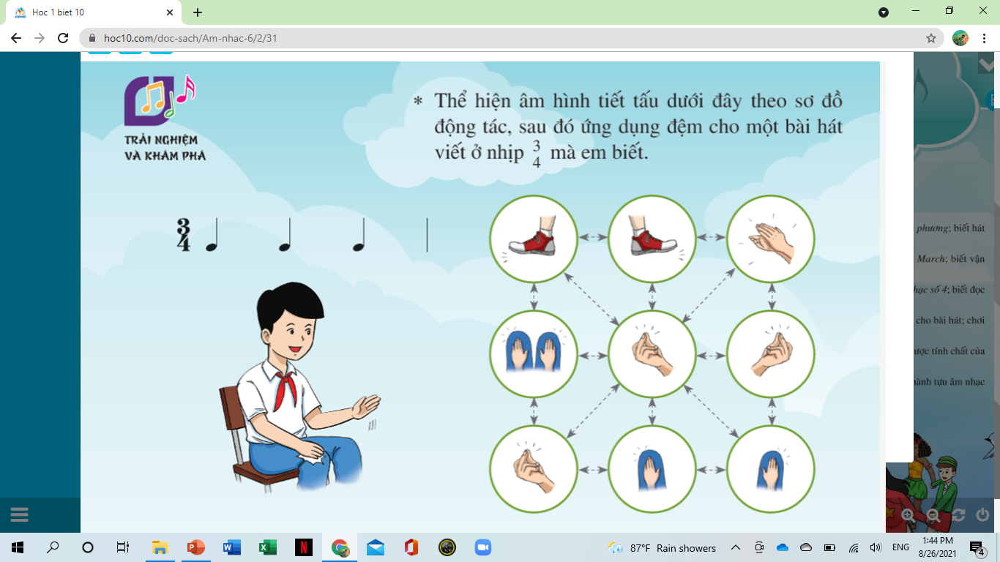 Hoc 1 biet 10
hoc10.com/doc-sach/Am-nhac-6/2/31
TRẢI NGHIỆM
VÀ KHÁM PHÁ
* Thể hiện âm hình tiết tấu dưới đây theo sơ đồ
động tác, sau đó ứng dụng đệm cho một bài hát
viết ở nhịp 3/4 mà em biết.
3
4
phương; biết hát
March; biết vận
hạc số 4; biết đọc
cho bài hát; chơi
ược tính chất của
hành tựu âm nhạc
87°F Rain showers
ENG
1:44 PM
8/26/2021
4